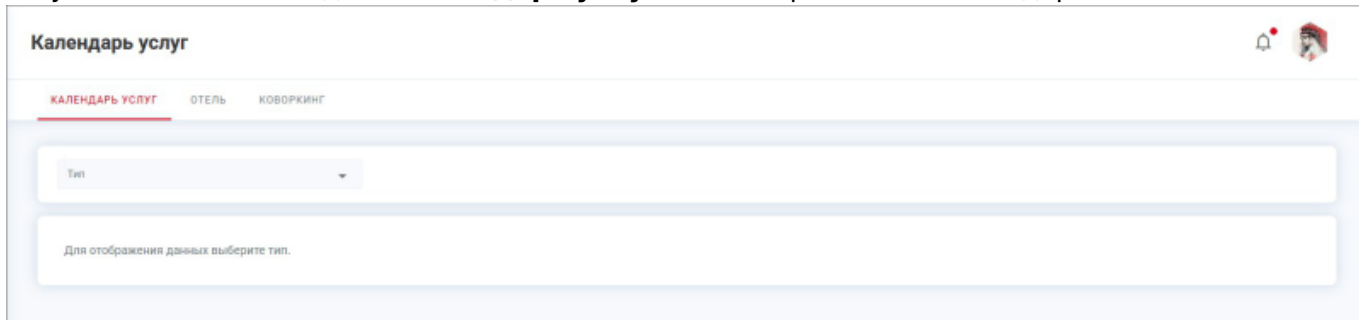 Календарь услуг
КАЛЕНДАРЬ УСЛУГ ОТЕЛЬ КОВОРКИНГ
Тип
Для отображения данных выберите тип.